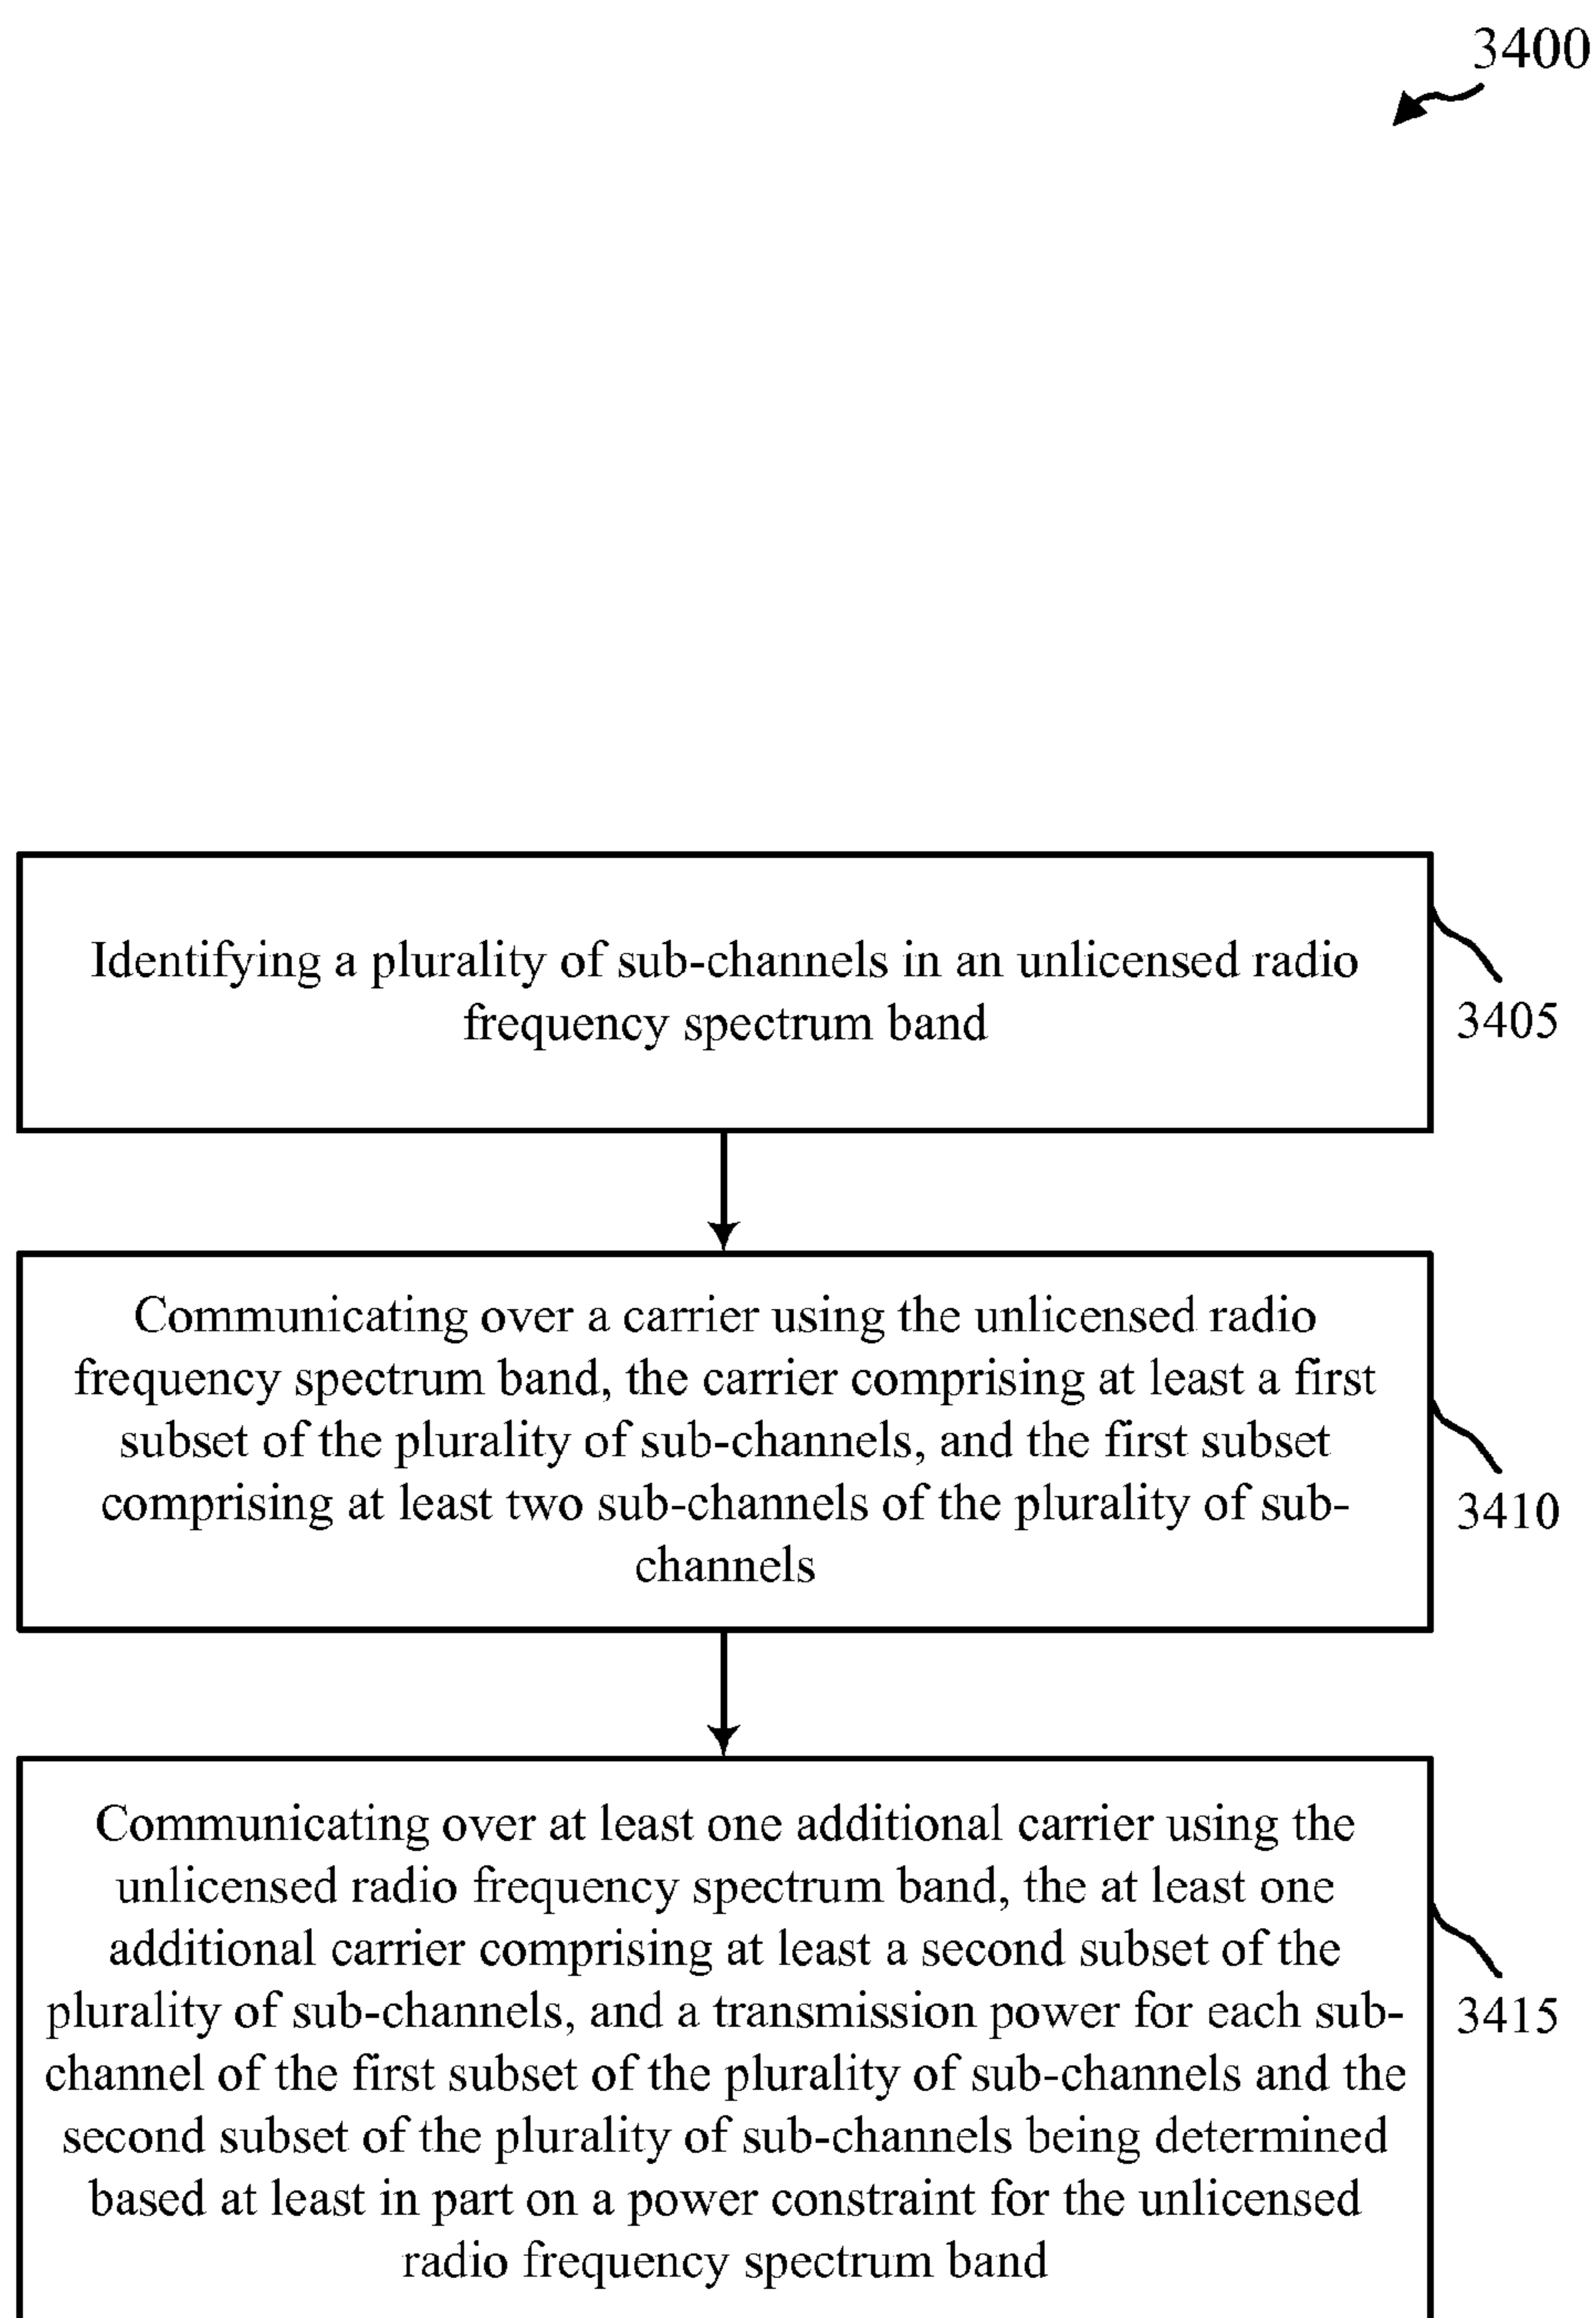 3400
Identifying a plurality of sub-channels in an unlicensed radio
frequency spectrum band
3405
Communicating over a carrier using the unlicensed radio
frequency spectrum band, the carrier comprising at least a first
subset of the plurality of sub-channels, and the first subset
comprising at least two sub-channels of the plurality of sub-
channels
3410
Communicating over at least one additional carrier using the
unlicensed radio frequency spectrum band, the at least one
additional carrier comprising at least a second subset of the
plurality of sub-channels, and a transmission power for each sub-
channel of the first subset of the plurality of sub-channels and the
second subset of the plurality of sub-channels being determined
based at least in part on a power constraint for the unlicensed
radio frequency spectrum band
3415